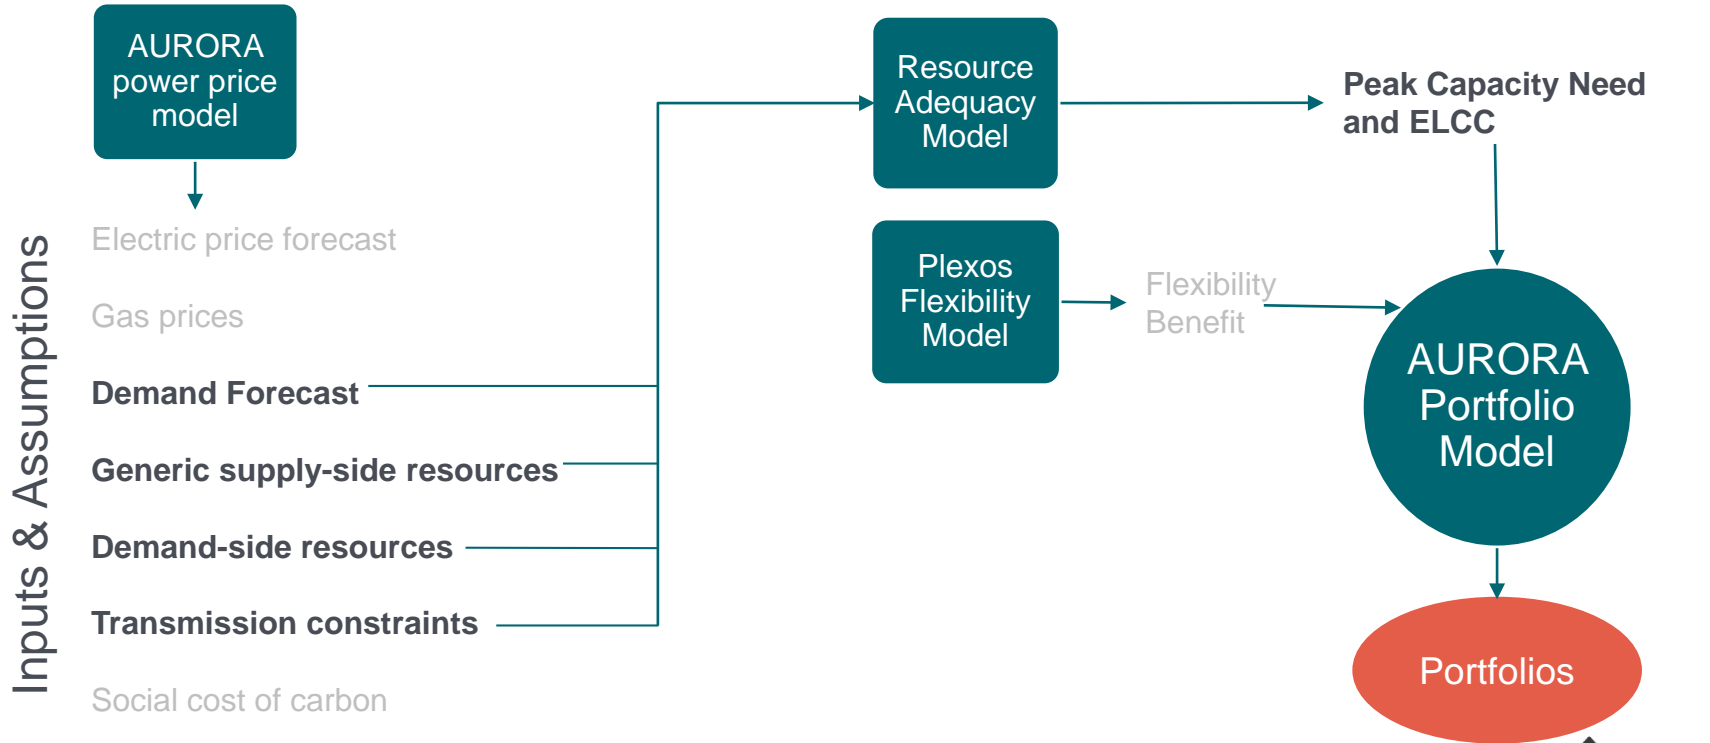 AURORA
power price
model
Inputs & Assumptions
Electric price forecast
Gas prices
Demand Forecast
Generic supply-side resources
Demand-side resources
Transmission constraints
Social cost of carbon
Resource
Adequacy
Model
Peak Capacity Need
and ELCC
Plexos
Flexibility
Model
Flexibility
Benefit
AURORA
Portfolio
Model
Portfolios